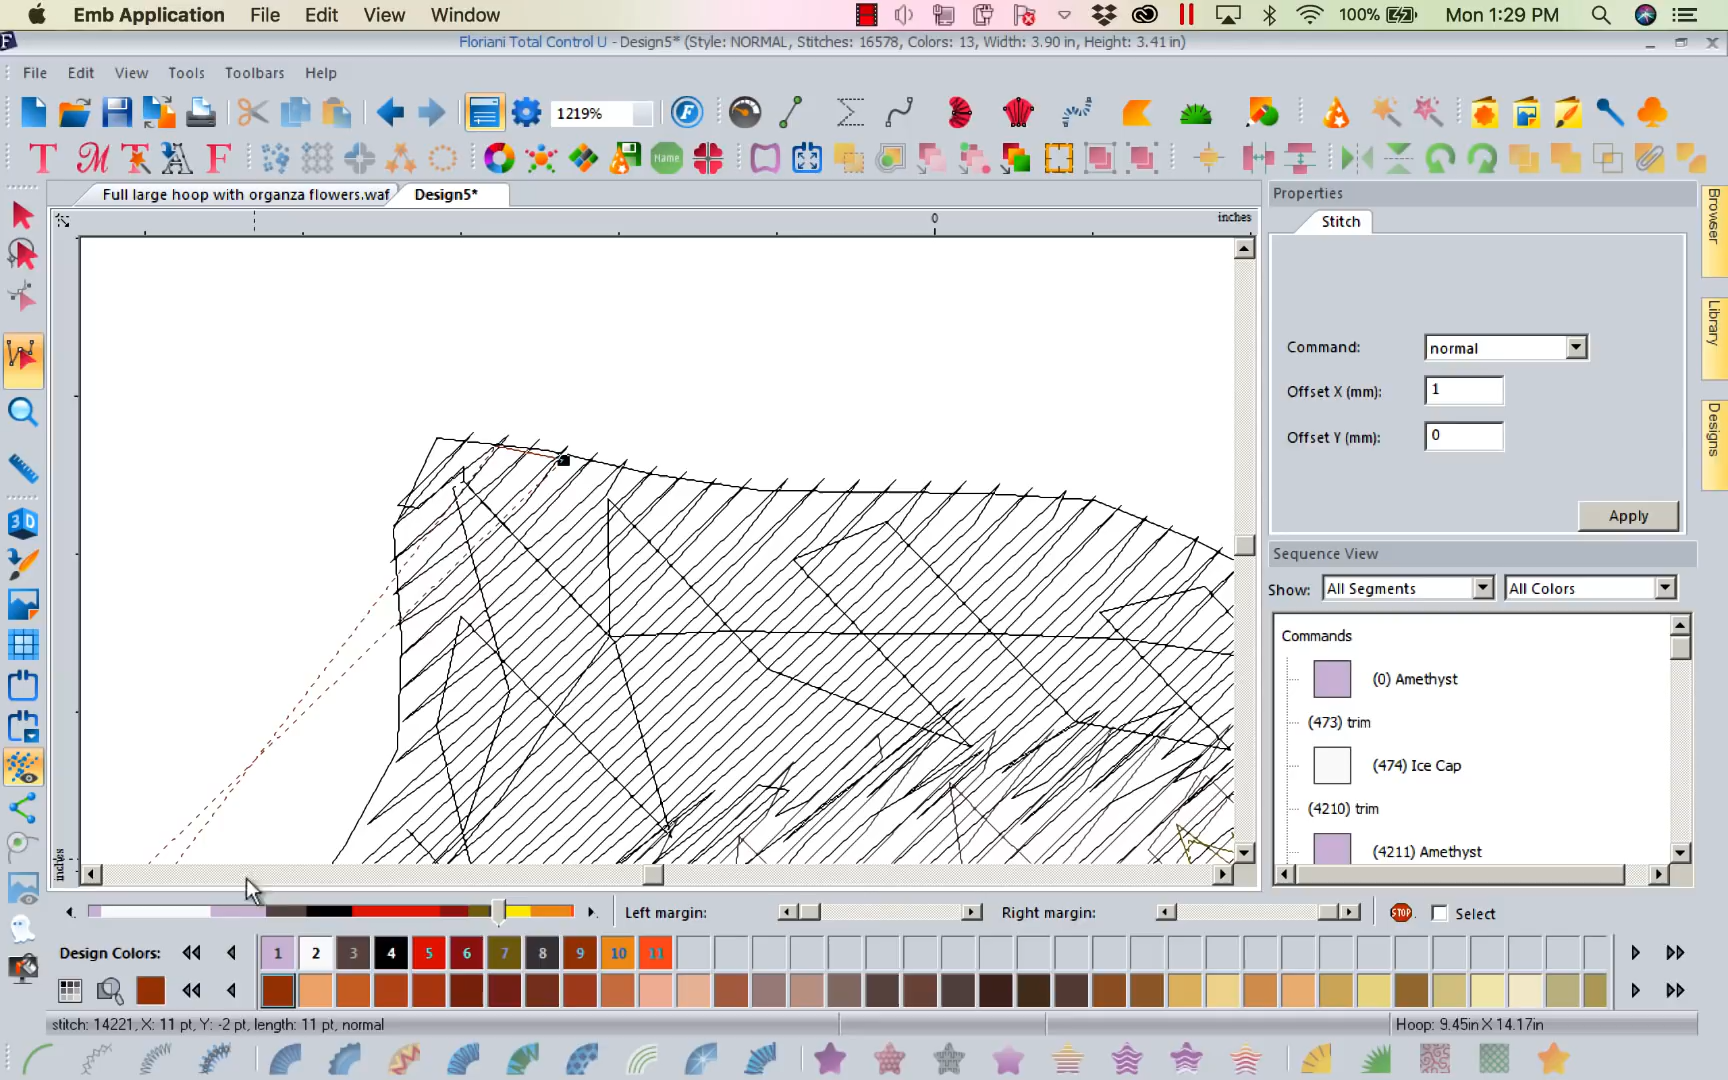 Emb Application File Edit View Window
100% Mon 1:29 PM
Floriani Total Control U - Design5* (Style: NORMAL, Stitches: 16578, Colors: 13, Width: 3.90 in, Height: 3.41 in)
File Edit View Tools Toolbars Help
1219%
Name
Full large hoop with organza flowers.waf Design5*
0 inches
inches
Properties
Stitch
Command: normal
Offset X (mm): 1
Offset Y (mm): 0
Apply
Browser
Library
Designs
Sequence View
Show: All Segments All Colors
Commands
(0) Amethyst
(473) trim
(474) Ice Cap
(4210) trim
(4211) Amethyst
3D
Left margin: Right margin: STOP Select
Design Colors: 1 2 3 4 5 6 7 8 9 10 11
stitch: 14221, X: 11 pt, Y: -2 pt, length: 11 pt, normal
Hoop: 9.45in X 14.17in